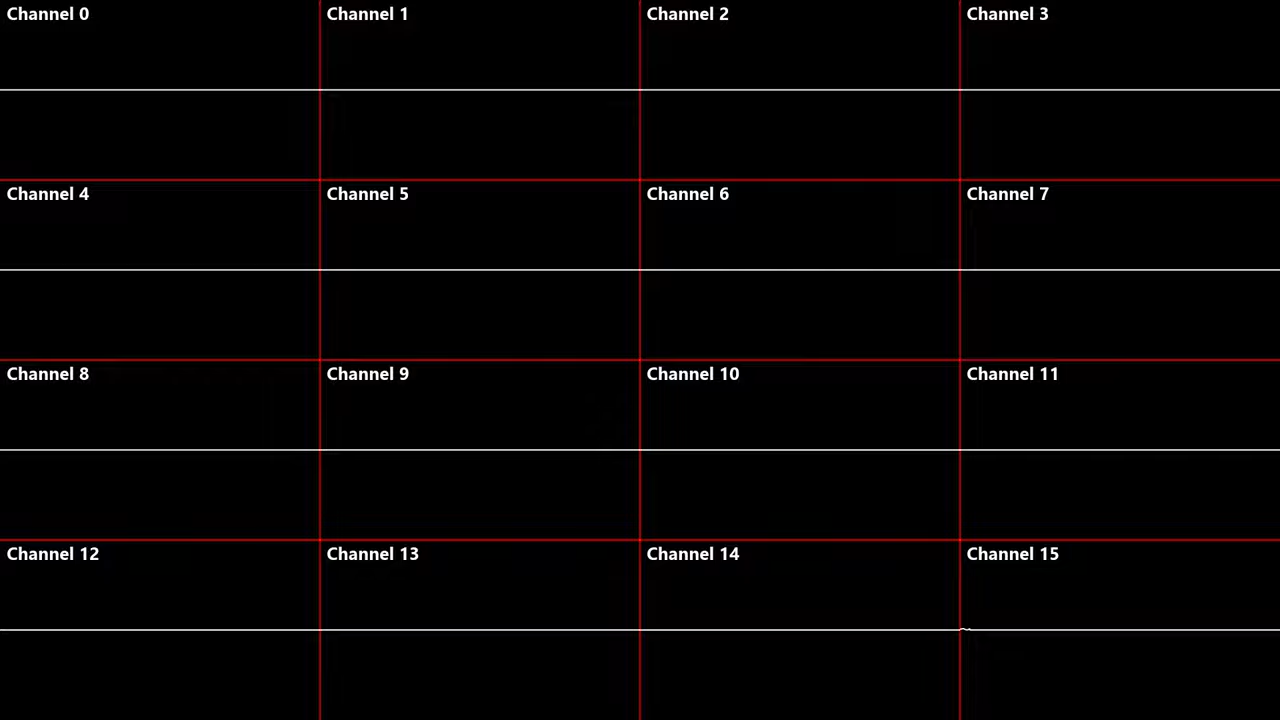 Channel 0
Channel 1
Channel 2
Channel 3
Channel 4
Channel 5
Channel 6
Channel 7
Channel 8
Channel 9
Channel 10
Channel 11
Channel 12
Channel 13
Channel 14
Channel 15